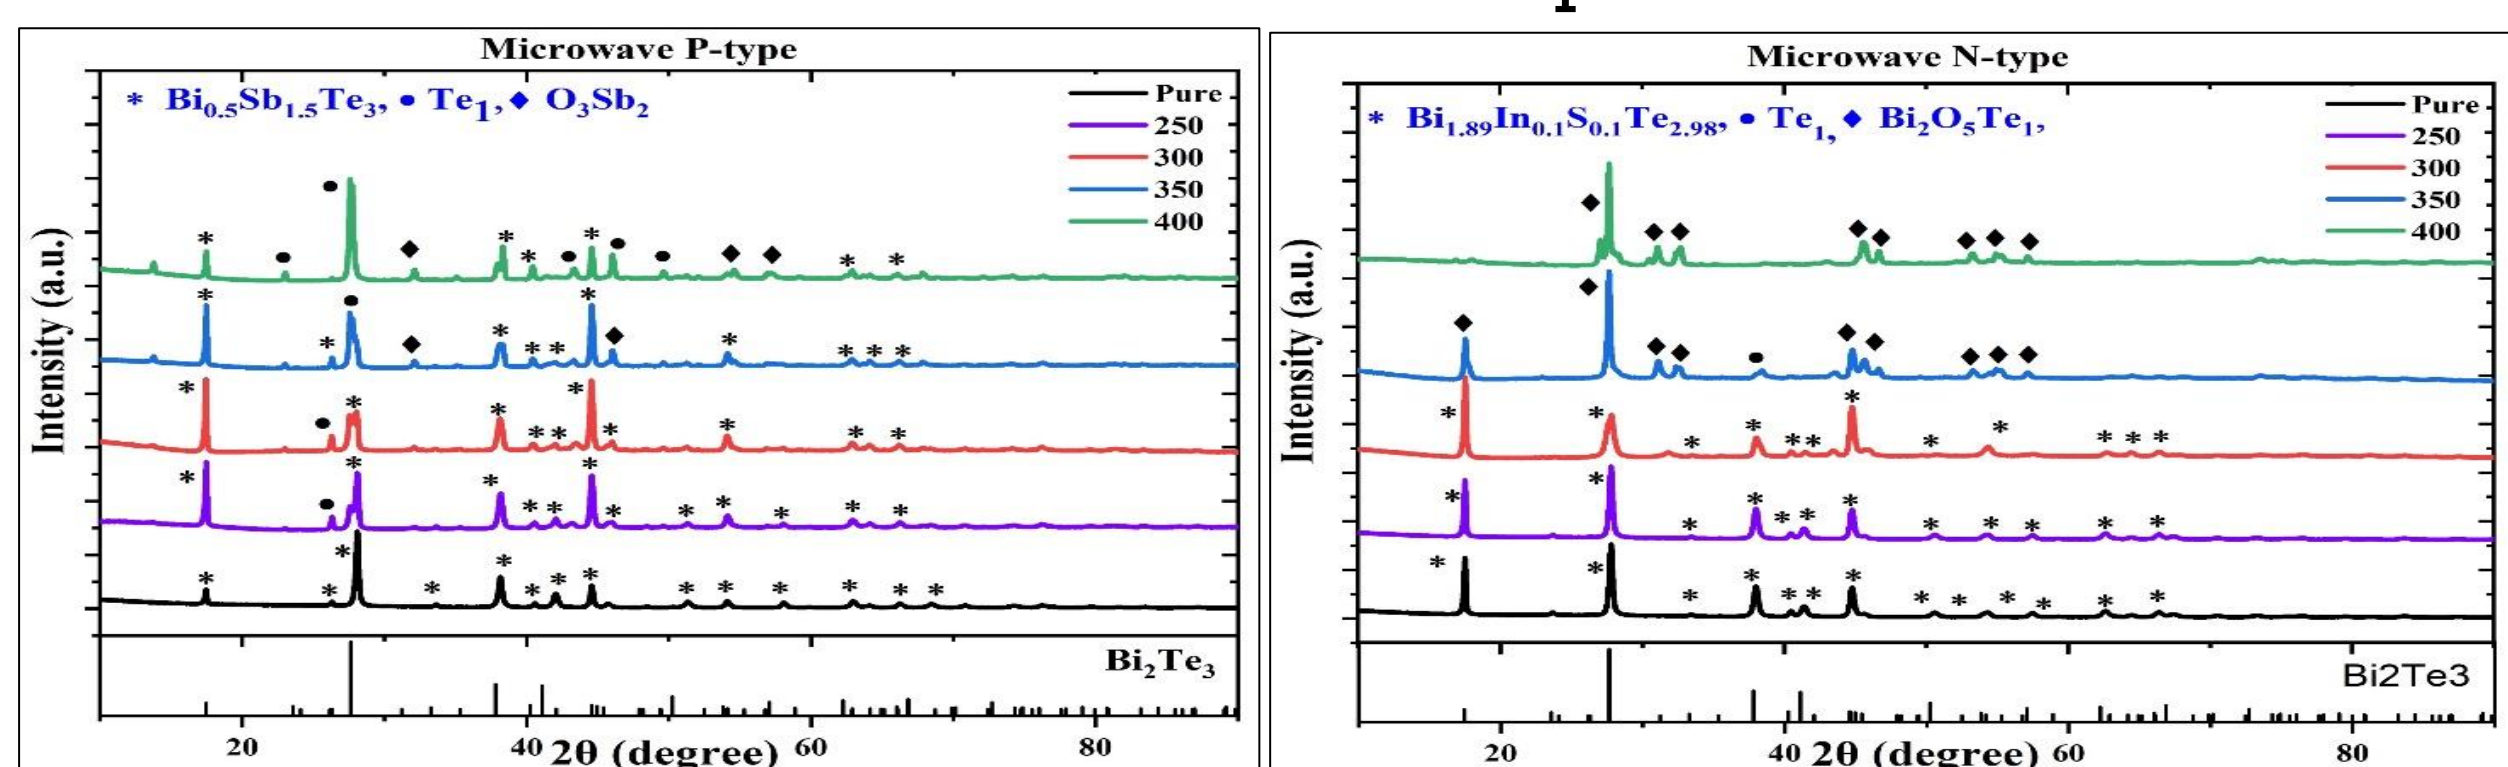 Microwave P-type
* Bi0.5Sb1.5Te3, ● Te1, ◆ O3Sb2
Pure
250
300
350
400
Intensity (a.u.)
Bi2Te3
20 40 60 80
2θ (degree)
Microwave N-type
* Bi1.89In0.1S0.1Te2.98, ● Te1, ◆ Bi2O5Te1,
Pure
250
300
350
400
Intensity (a.u.)
Bi2Te3
20 40 60 80
2θ (degree)